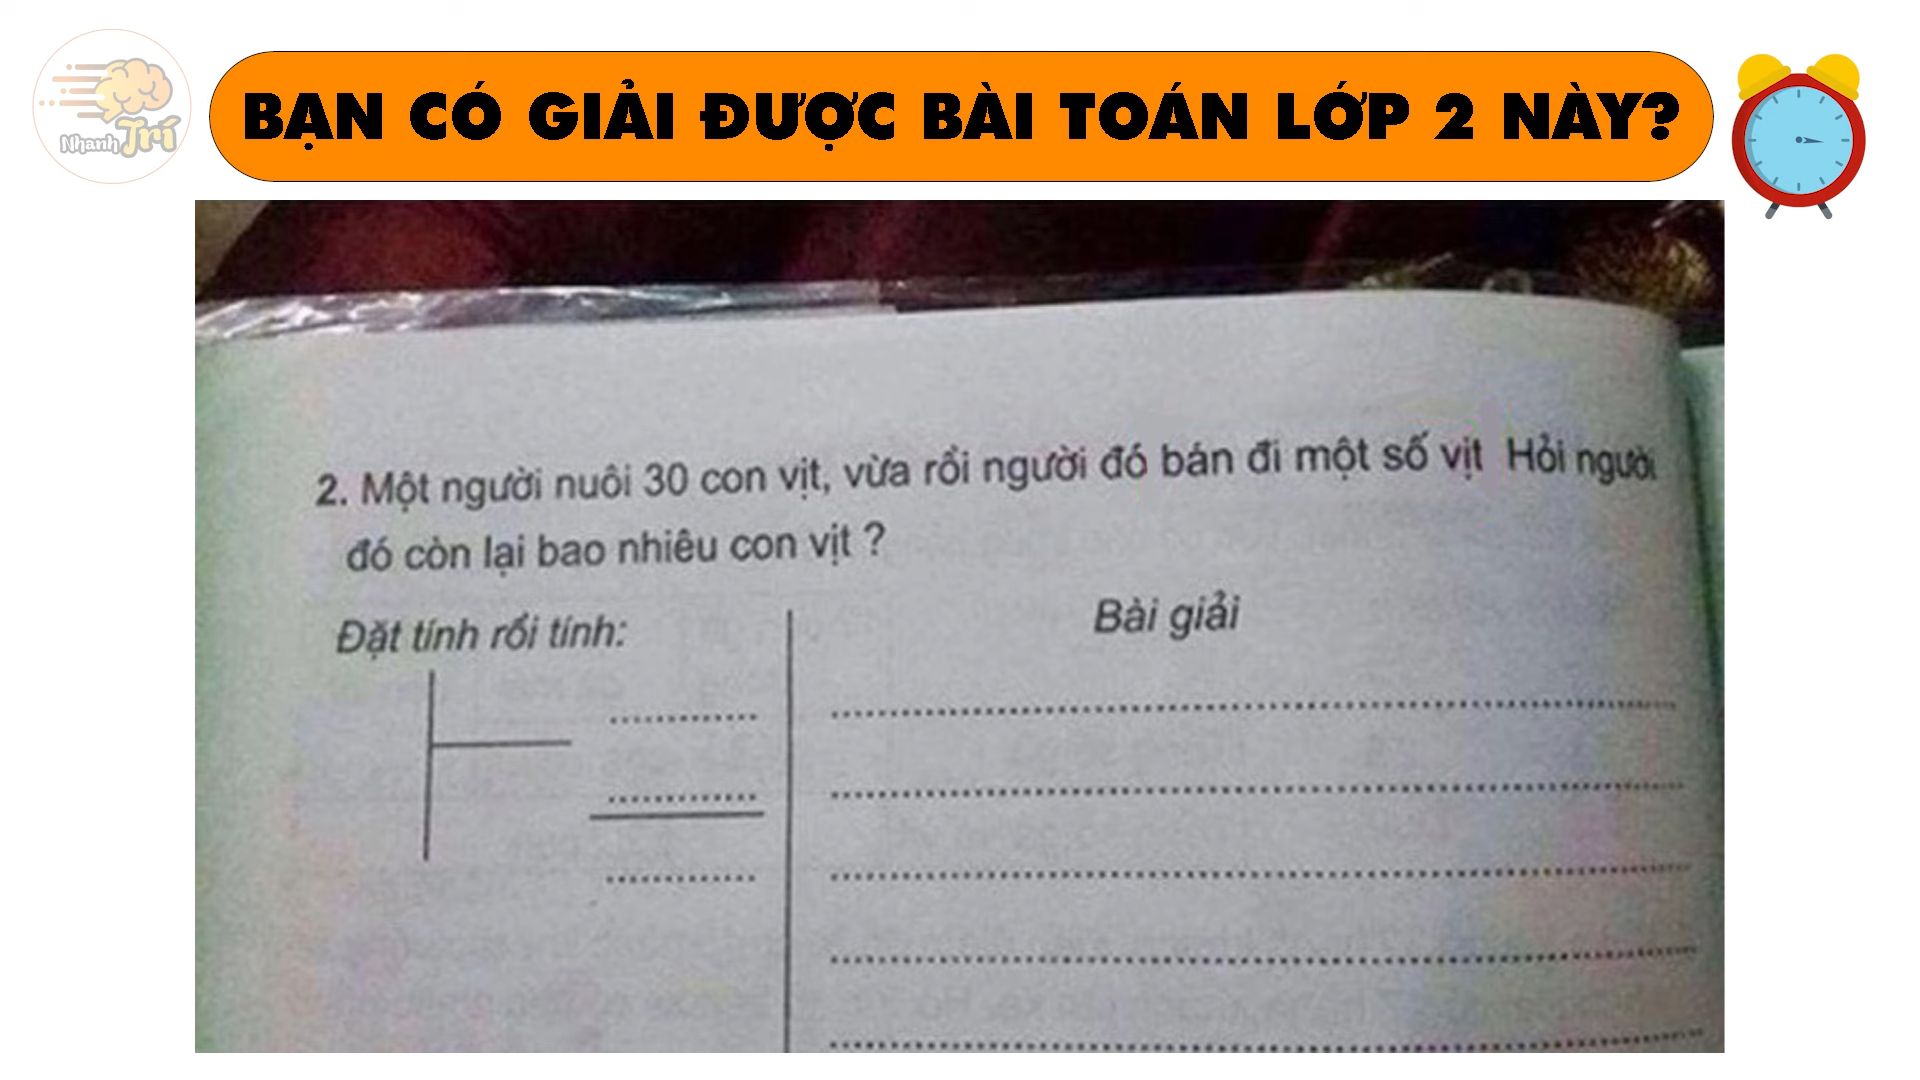 Nhanh Trí
BẠN CÓ GIẢI ĐƯỢC BÀI TOÁN LỚP 2 NÀY?
2. Một người nuôi 30 con vịt, vừa rồi người đó bán đi một số vịt Hỏi người
đó còn lại bao nhiêu con vịt ?
Đặt tính rồi tính:
Bài giải